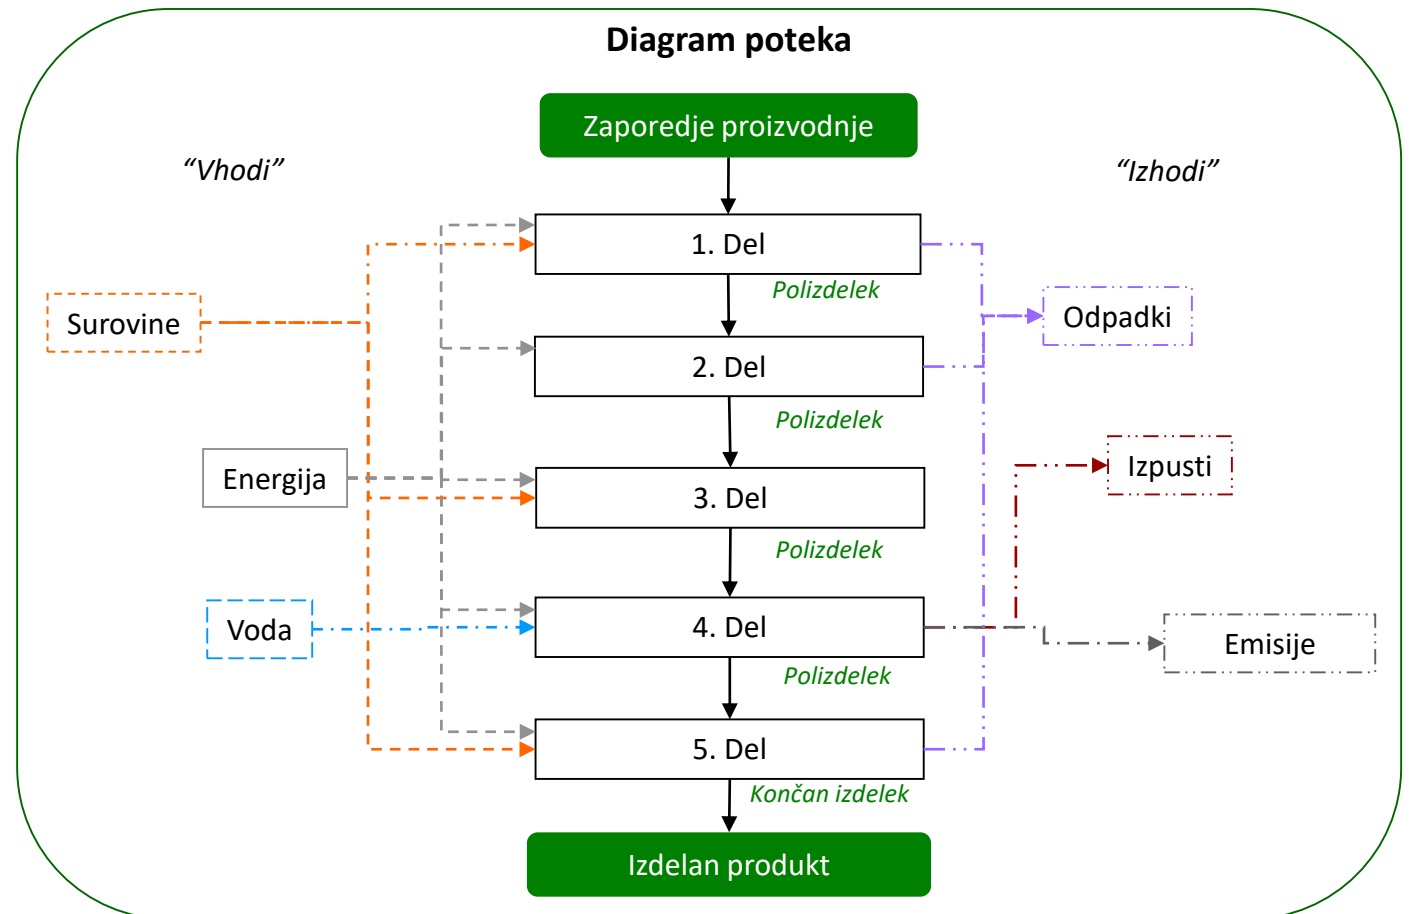 Diagram poteka
Zaporedje proizvodnje
“Vhodi”
“Izhodi”
1. Del
Polizdelek
Surovine
Odpadki
2. Del
Polizdelek
Energija
Izpusti
3. Del
Polizdelek
Voda
4. Del
Emisije
Polizdelek
5. Del
Končan izdelek
Izdelan produkt